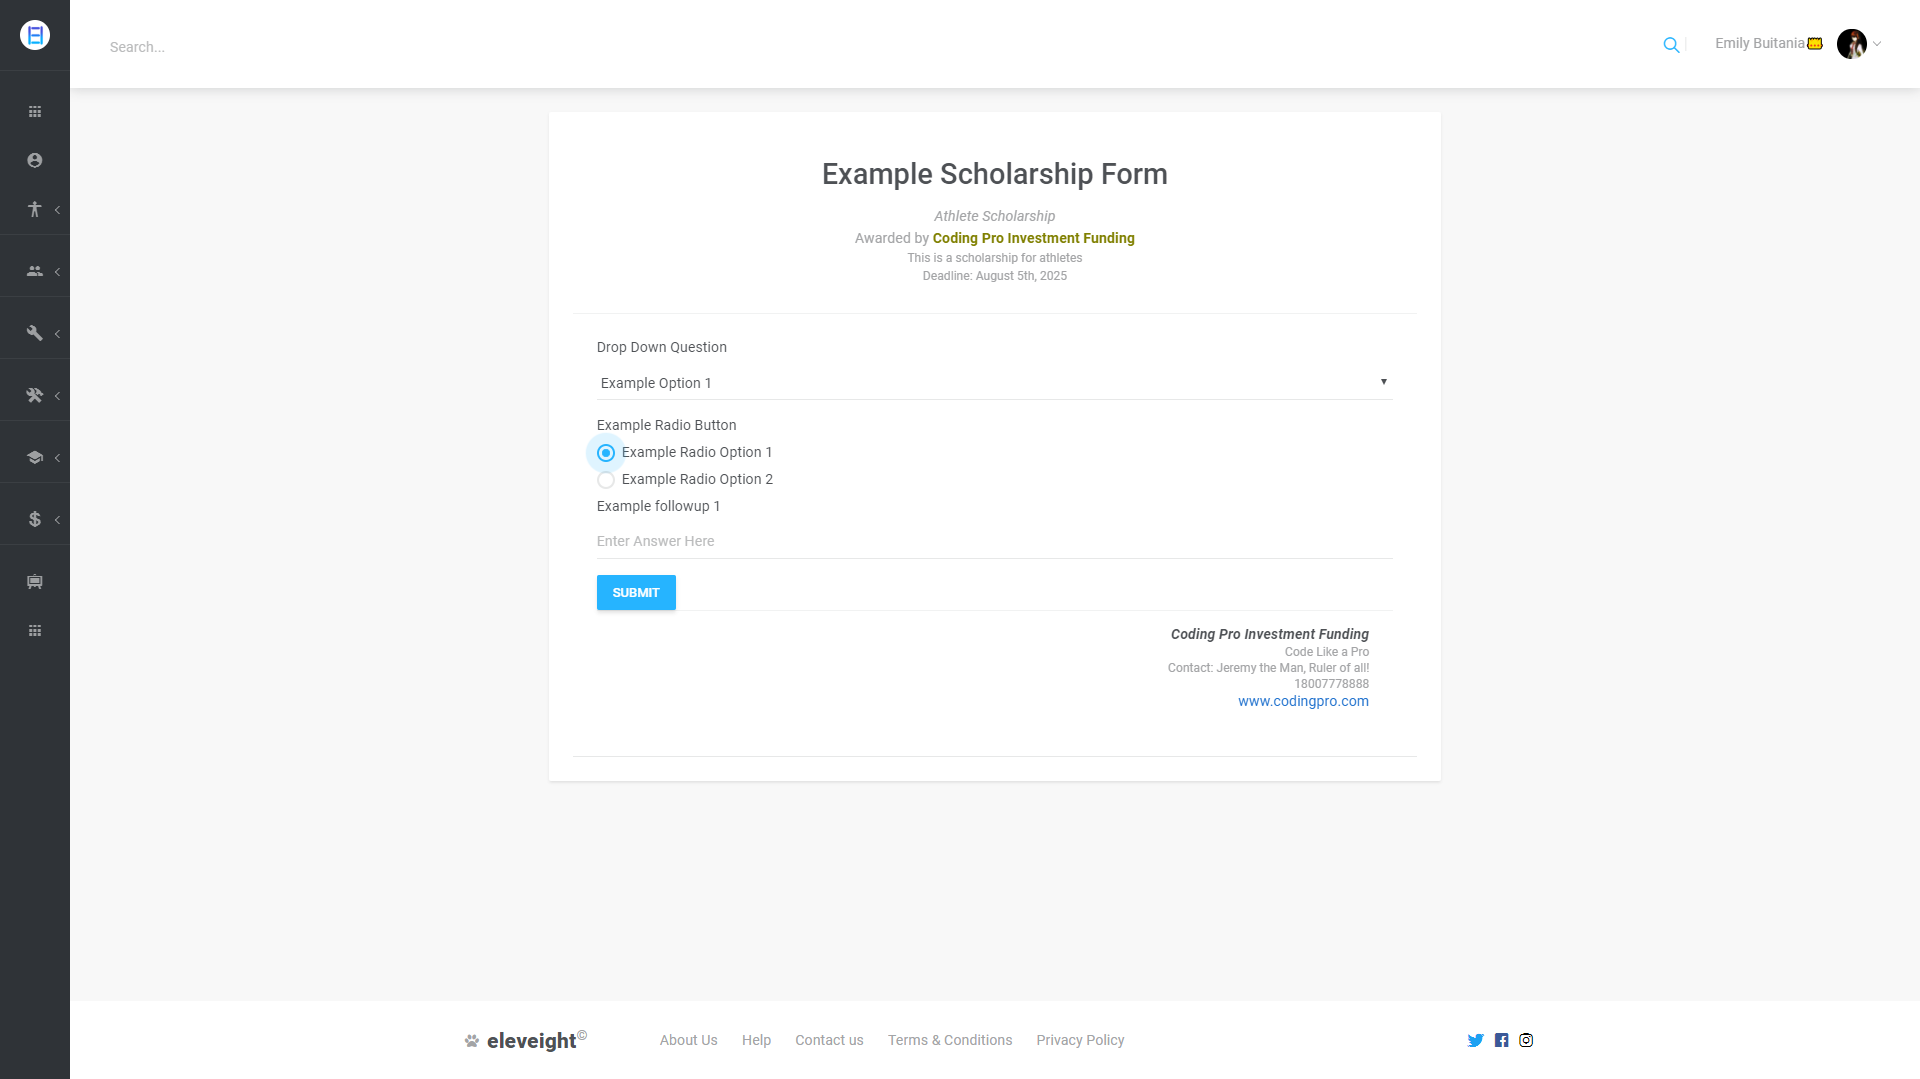 Search...
Emily Buitania
Example Scholarship Form
Athlete Scholarship
Awarded by Coding Pro Investment Funding
This is a scholarship for athletes
Deadline: August 5th, 2025
Drop Down Question
Example Option 1
Example Radio Button
Example Radio Option 1
Example Radio Option 2
Example followup 1
Enter Answer Here
SUBMIT
Coding Pro Investment Funding
Code Like a Pro
Contact: Jeremy the Man, Ruler of all!
18007778888
www.codingpro.com
eleveight©
About Us Help Contact us Terms & Conditions Privacy Policy